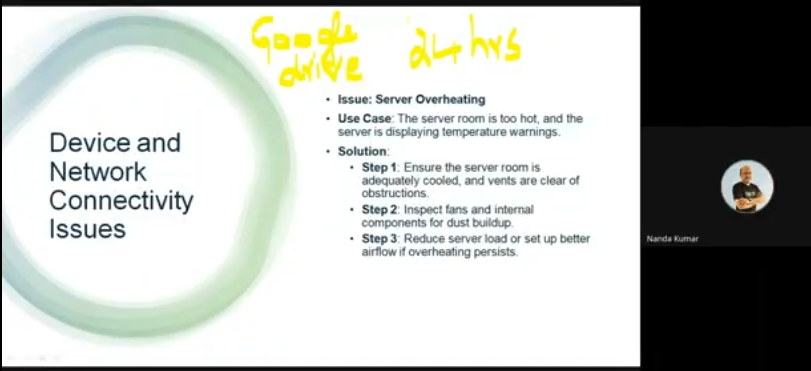 Google
drive
24 hrs
Device and
Network
Connectivity
Issues
• Issue: Server Overheating
• Use Case: The server room is too hot, and the
server is displaying temperature warnings.
• Solution:
• Step 1: Ensure the server room is
adequately cooled, and vents are clear of
obstructions.
• Step 2: Inspect fans and internal
components for dust buildup.
• Step 3: Reduce server load or set up better
airflow if overheating persists.
Nanda Kumar